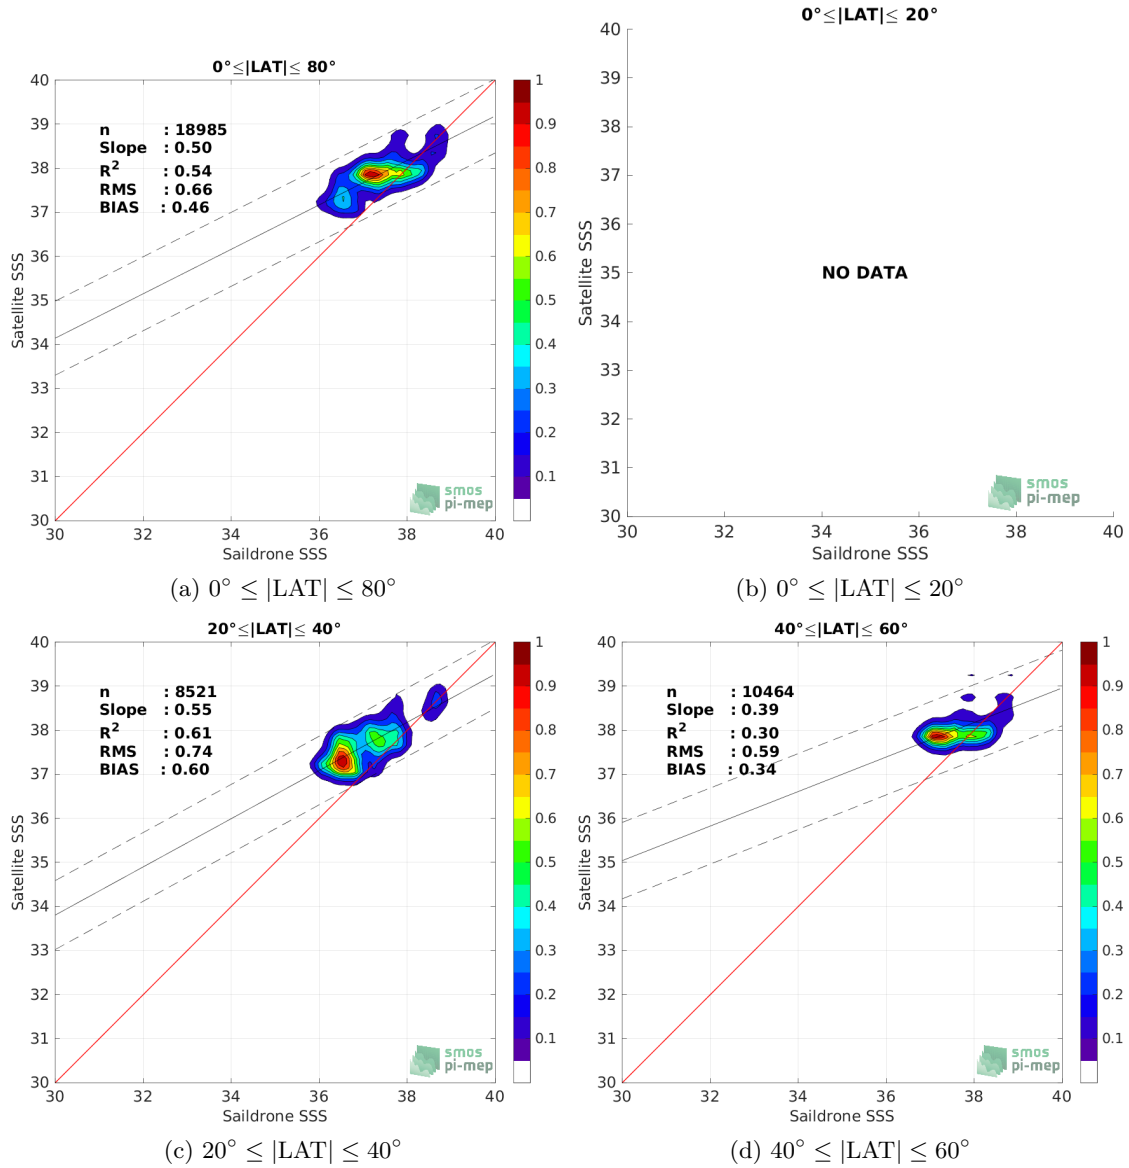 0°≤|LAT|≤ 80°
40
39
38
37
36
35
34
33
32
31
30
30
32
34
36
38
40
Satellite SSS
Saildrone SSS
n : 18985
Slope : 0.50
R² : 0.54
RMS : 0.66
BIAS : 0.46
smos
pi-mep
1
0.9
0.8
0.7
0.6
0.5
0.4
0.3
0.2
0.1
(a) 0° ≤ |LAT| ≤ 80°
0°≤|LAT|≤ 20°
40
39
38
37
36
35
34
33
32
31
30
30
32
34
36
38
40
Satellite SSS
Saildrone SSS
NO DATA
smos
pi-mep
(b) 0° ≤ |LAT| ≤ 20°
20°≤|LAT|≤ 40°
40
39
38
37
36
35
34
33
32
31
30
30
32
34
36
38
40
Satellite SSS
Saildrone SSS
n : 8521
Slope : 0.55
R² : 0.61
RMS : 0.74
BIAS : 0.60
smos
pi-mep
1
0.9
0.8
0.7
0.6
0.5
0.4
0.3
0.2
0.1
(c) 20° ≤ |LAT| ≤ 40°
40°≤|LAT|≤ 60°
40
39
38
37
36
35
34
33
32
31
30
30
32
34
36
38
40
Satellite SSS
Saildrone SSS
n : 10464
Slope : 0.39
R² : 0.30
RMS : 0.59
BIAS : 0.34
smos
pi-mep
1
0.9
0.8
0.7
0.6
0.5
0.4
0.3
0.2
0.1
(d) 40° ≤ |LAT| ≤ 60°